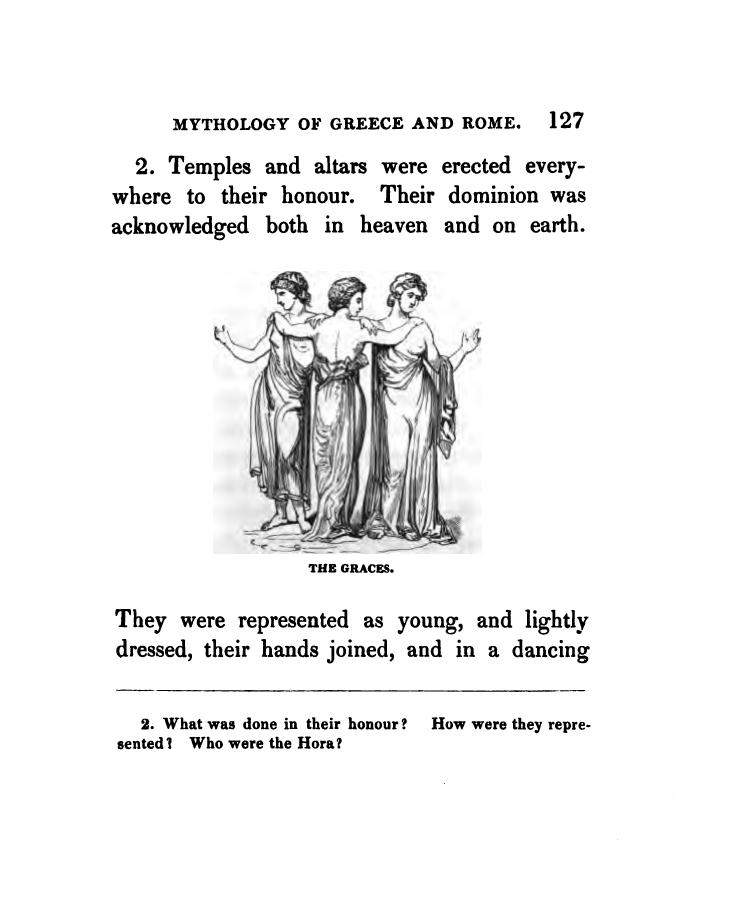 MYTHOLOGY OF GREECE AND ROME. 127
2. Temples and altars were erected every-
where to their honour. Their dominion was
acknowledged both in heaven and on earth.
THE GRACES.
They were represented as young, and lightly
dressed, their hands joined, and in a dancing
2. What was done in their honour? How were they repre-
sented? Who were the Hora?